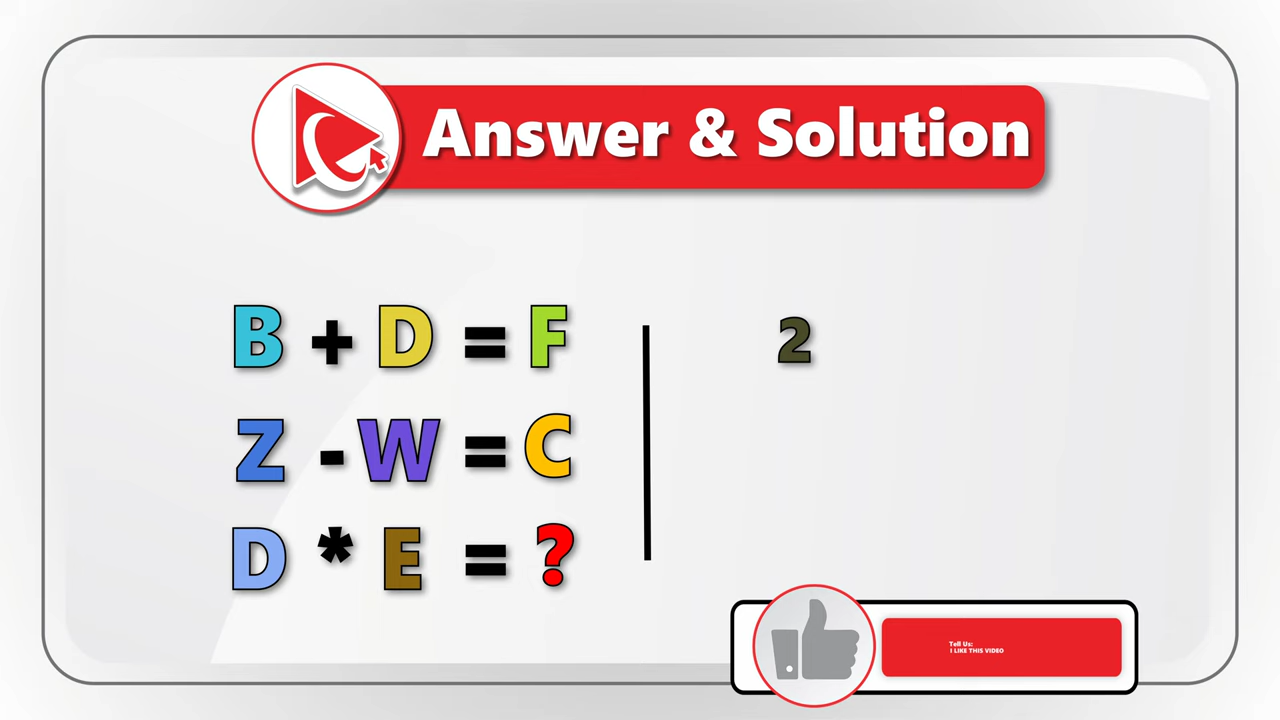 Answer & Solution
B + D = F
2
Z - W = C
D * E = ?
Tell Us:
I LIKE THIS VIDEO